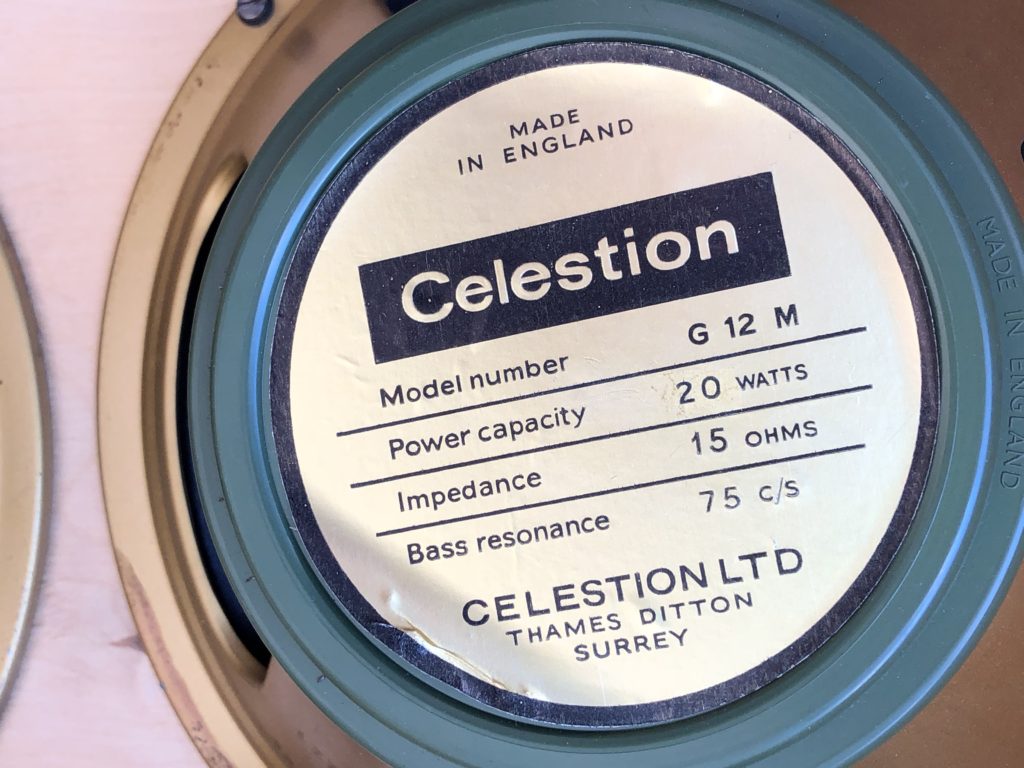 MADE
IN ENGLAND
Celestion
Model number G 12 M
Power capacity 20 WATTS
Impedance 15 OHMS
Bass resonance 75 c/s
CELESTION LTD
THAMES DITTON
SURREY
MADE IN ENGLAND